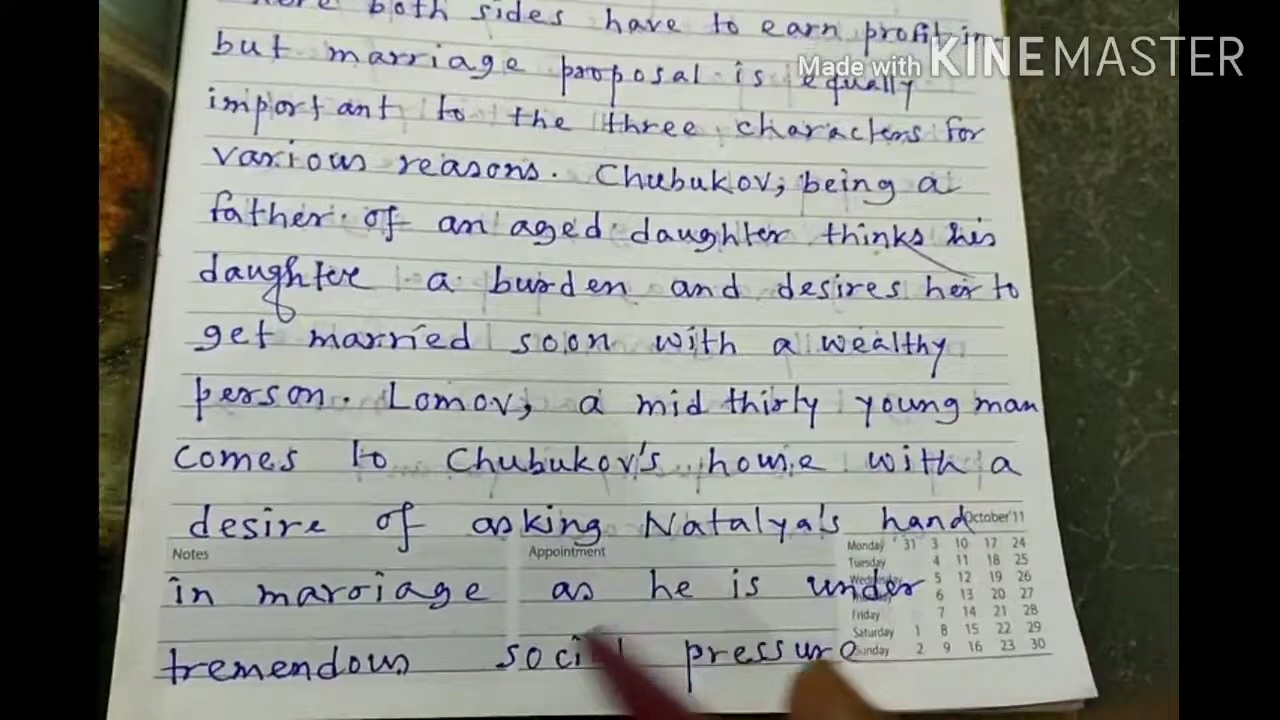 here both sides have to earn profit in
but marriage proposal is equally
Made with KINEMASTER
important to the three characters for
various reasons. Chubukov, being a
father of an aged daughter thinks his
daughter a burden and desires her to
get married soon with a wealthy
person. Lomov, a mid thirty young man
comes to Chubukov's house with a
desire of asking Natalya's hand
October'11
Notes
Appointment
Monday 31 3 10 17 24
Tuesday 4 11 18 25
Wednesday 5 12 19 26
6 13 20 27
Friday 7 14 21 28
Saturday 1 8 15 22 29
Sunday 2 9 16 23 30
in marriage as he is under
tremendous social pressure